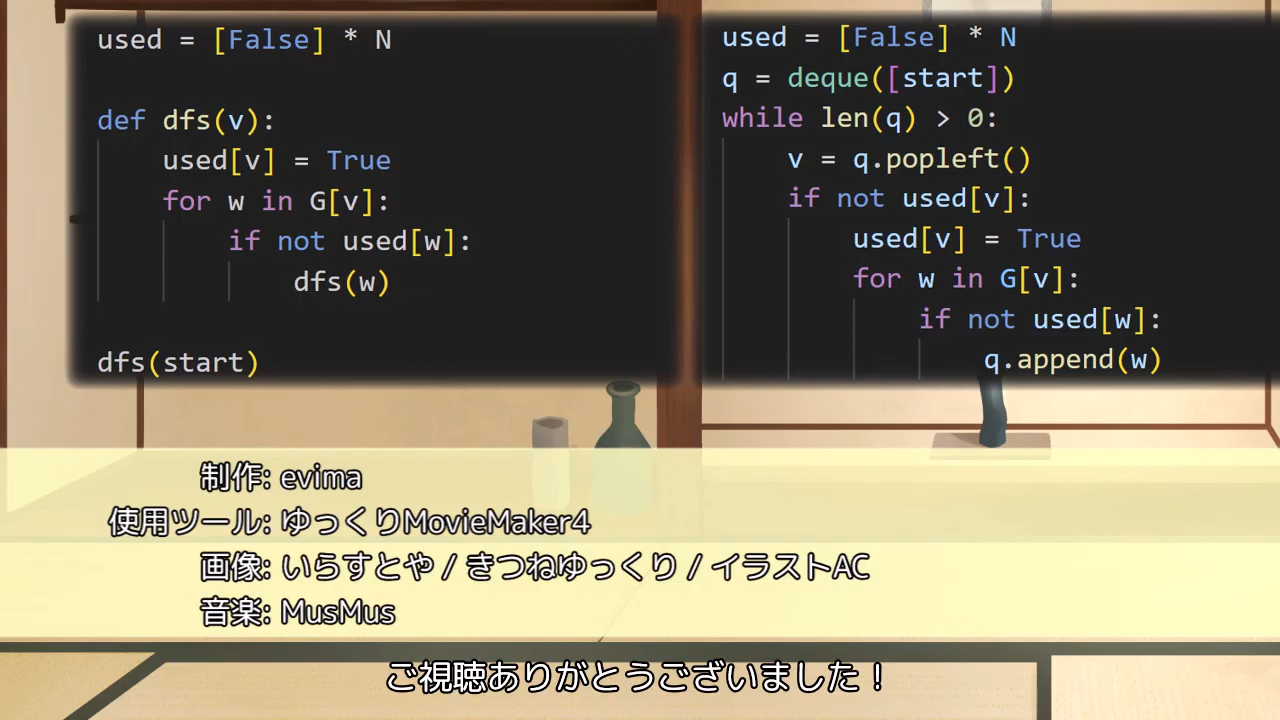 used = [False] * N
def dfs(v):
used[v] = True
for w in G[v]:
if not used[w]:
dfs(w)
dfs(start)
used = [False] * N
q = deque([start])
while len(q) > 0:
v = q.popleft()
if not used[v]:
used[v] = True
for w in G[v]:
if not used[w]:
q.append(w)
制作: evima
使用ツール: ゆっくりMovieMaker4
画像: いらすとや / きつねゆっくり / イラストAC
音楽: MusMus
ご視聴ありがとうございました！